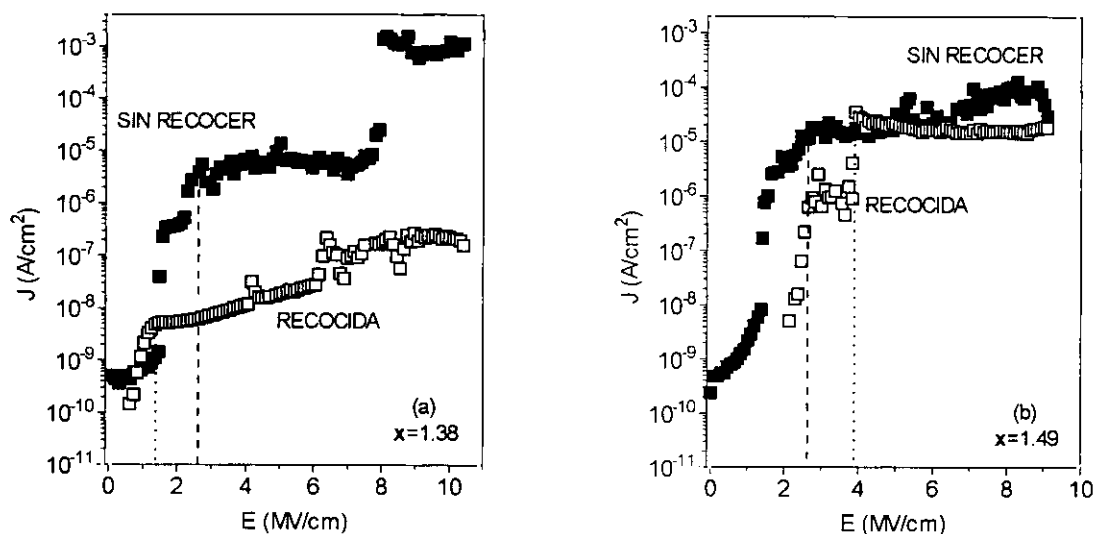 10⁻³
10⁻⁴
10⁻⁵
10⁻⁶
10⁻⁷
10⁻⁸
10⁻⁹
10⁻¹⁰
10⁻¹¹
J (A/cm²)
SIN RECOCER
RECOCIDA
(a)
x=1.38
0 2 4 6 8 10
E (MV/cm)
10⁻³
10⁻⁴
10⁻⁵
10⁻⁶
10⁻⁷
10⁻⁸
10⁻⁹
10⁻¹⁰
10⁻¹¹
J (A/cm²)
SIN RECOCER
RECOCIDA
(b)
x=1.49
0 2 4 6 8 10
E (MV/cm)